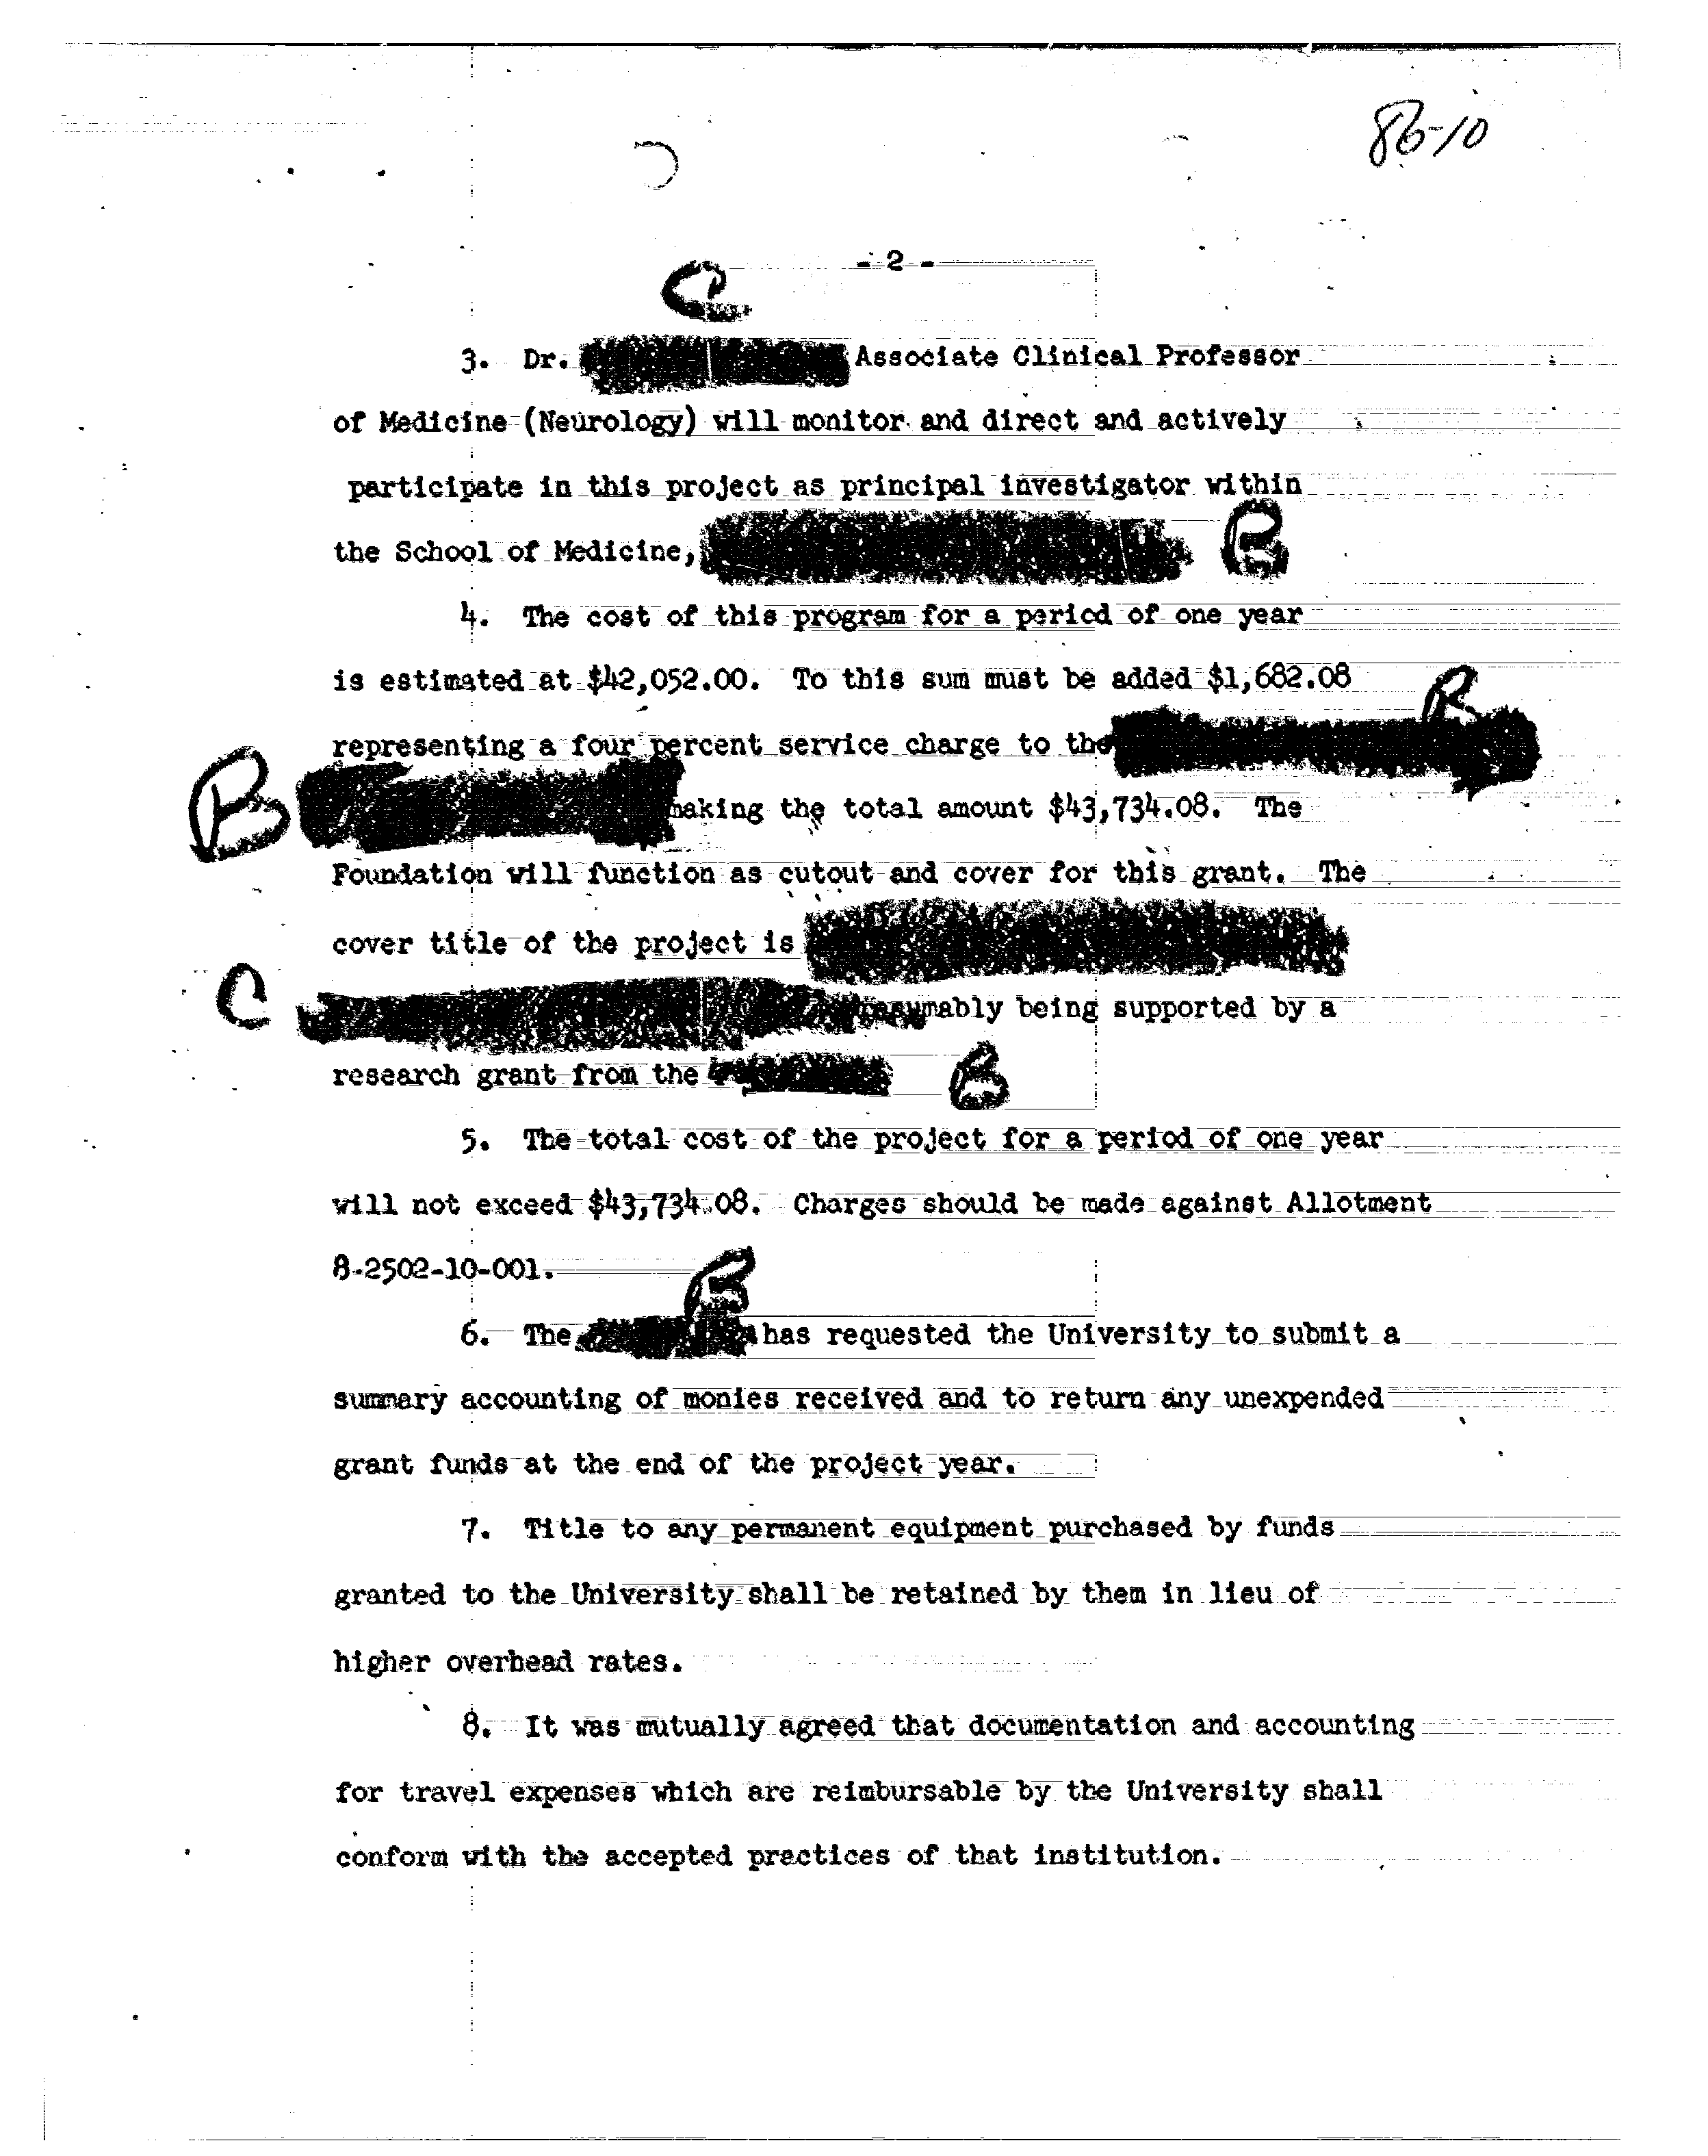 86-10
- 2 -
C
3. Dr. Associate Clinical Professor
of Medicine (Neurology) will monitor and direct and actively
participate in this project as principal investigator within
the School of Medicine, B
4. The cost of this program for a period of one year
is estimated at $42,052.00. To this sum must be added $1,682.08
B
representing a four percent service charge to the
B making the total amount $43,734.08. The
Foundation will function as cutout and cover for this grant. The
cover title of the project is
C being supported by a
research grant from the B
5. The total cost of the project for a period of one year
will not exceed $43,734.08. Charges should be made against Allotment
8-2502-10-001.
B
6. The has requested the University to submit a
summary accounting of monies received and to return any unexpended
grant funds at the end of the project year.
7. Title to any permanent equipment purchased by funds
granted to the University shall be retained by them in lieu of
higher overhead rates.
8. It was mutually agreed that documentation and accounting
for travel expenses which are reimbursable by the University shall
conform with the accepted practices of that institution.